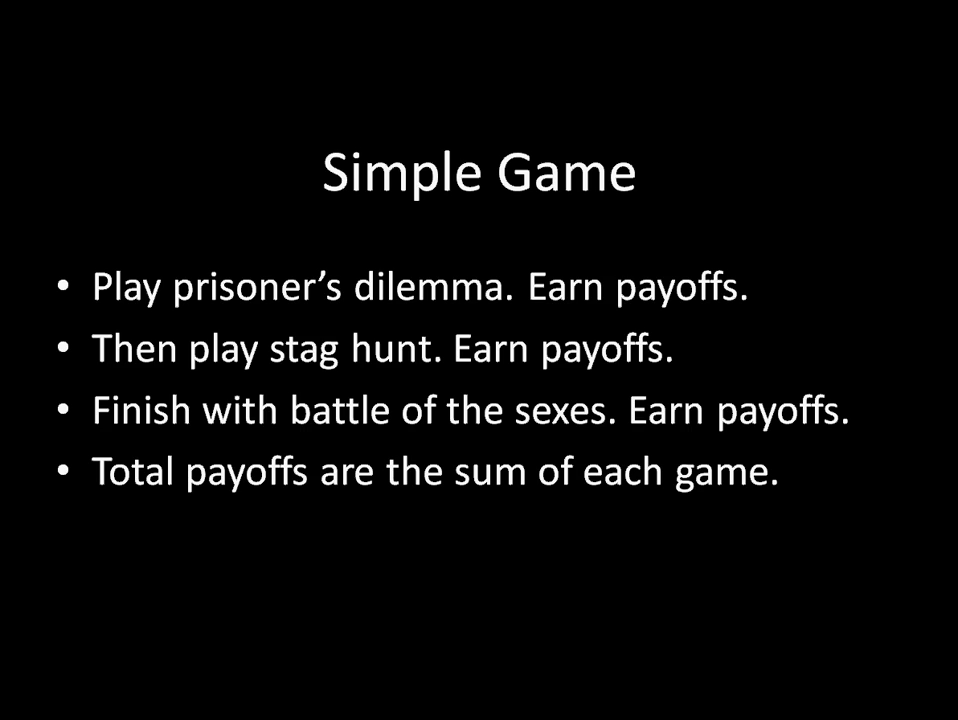 Simple Game
• Play prisoner’s dilemma. Earn payoffs.
• Then play stag hunt. Earn payoffs.
• Finish with battle of the sexes. Earn payoffs.
• Total payoffs are the sum of each game.